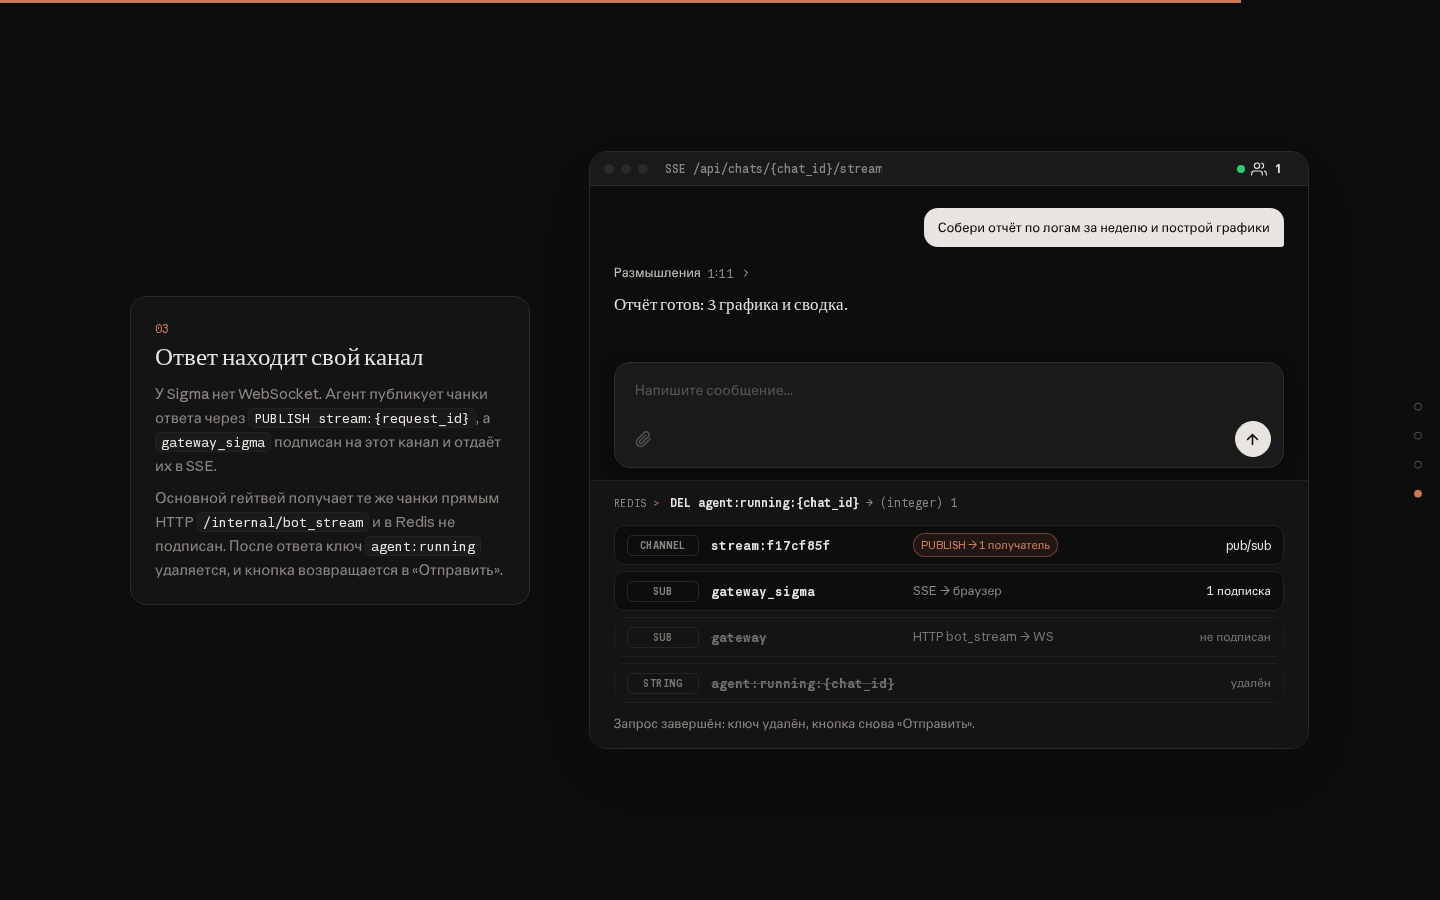 SSE /api/chats/{chat_id}/stream
1
Собери отчёт по логам за неделю и построй графики
Размышления 1:11
Отчёт готов: 3 графика и сводка.
03
Ответ находит свой канал
У Sigma нет WebSocket. Агент публикует чанки
ответа через PUBLISH stream:{request_id} , а
gateway_sigma подписан на этот канал и отдаёт
их в SSE.
Основной гейтвей получает те же чанки прямым
HTTP /internal/bot_stream и в Redis не
подписан. После ответа ключ agent:running
удаляется, и кнопка возвращается в «Отправить».
Напишите сообщение...
REDIS > DEL agent:running:{chat_id} → (integer) 1
CHANNEL stream:f17cf85f PUBLISH → 1 получатель pub/sub
SUB gateway_sigma SSE → браузер 1 подписка
SUB gateway HTTP bot_stream → WS не подписан
STRING agent:running:{chat_id} удалён
Запрос завершён: ключ удалён, кнопка снова «Отправить».